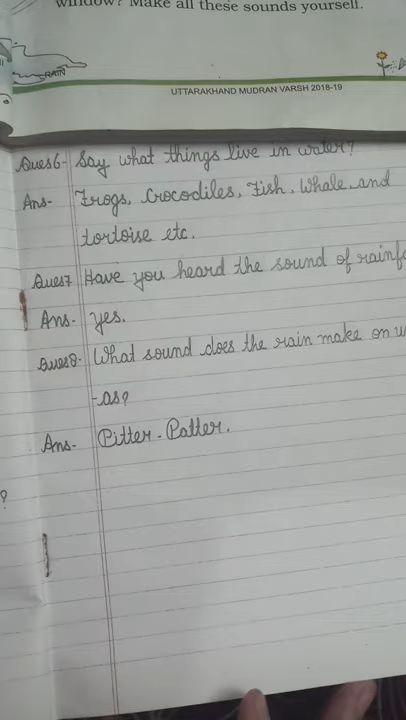 window? Make all these sounds yourself.
RAIN
UTTARAKHAND MUDRAN VARSH 2018-19
Ques6- Say what things live in water?
Ans- Frogs, Crocodiles, Fish, Whale and
tortoise etc.
Ques7 Have you heard the sound of rainfa
Ans- yes.
Ques8- What sound does the rain make on u
-as?
Ans- Pitter-Patter.
?